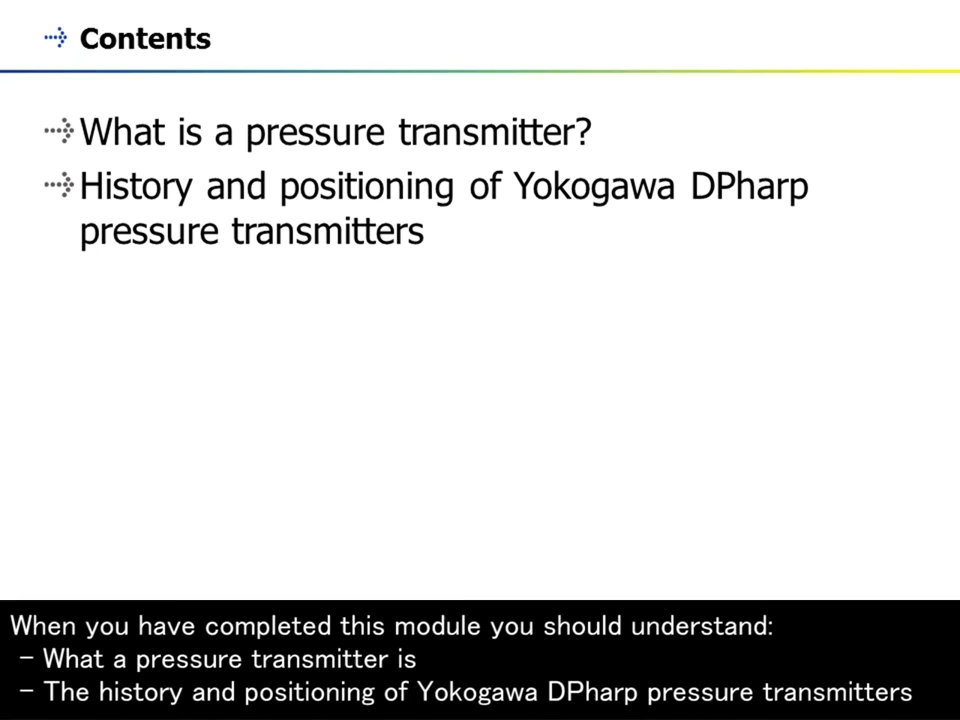 Contents
What is a pressure transmitter?
History and positioning of Yokogawa DPharp
pressure transmitters
When you have completed this module you should understand:
- What a pressure transmitter is
- The history and positioning of Yokogawa DPharp pressure transmitters